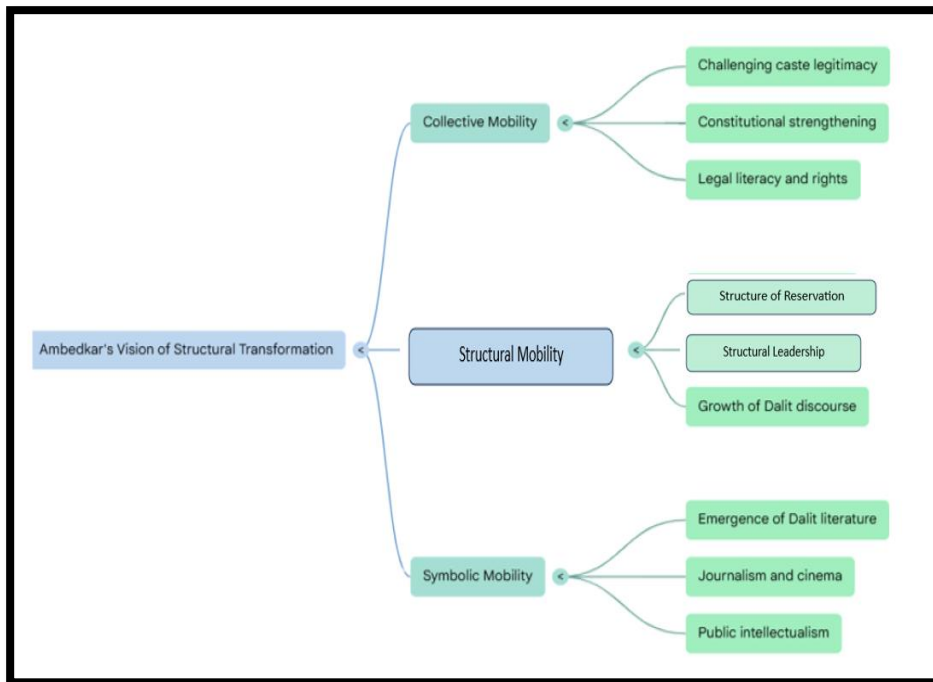 Ambedkar's Vision of Structural Transformation
Collective Mobility
Challenging caste legitimacy
Constitutional strengthening
Legal literacy and rights
Structural Mobility
Structure of Reservation
Structural Leadership
Growth of Dalit discourse
Symbolic Mobility
Emergence of Dalit literature
Journalism and cinema
Public intellectualism